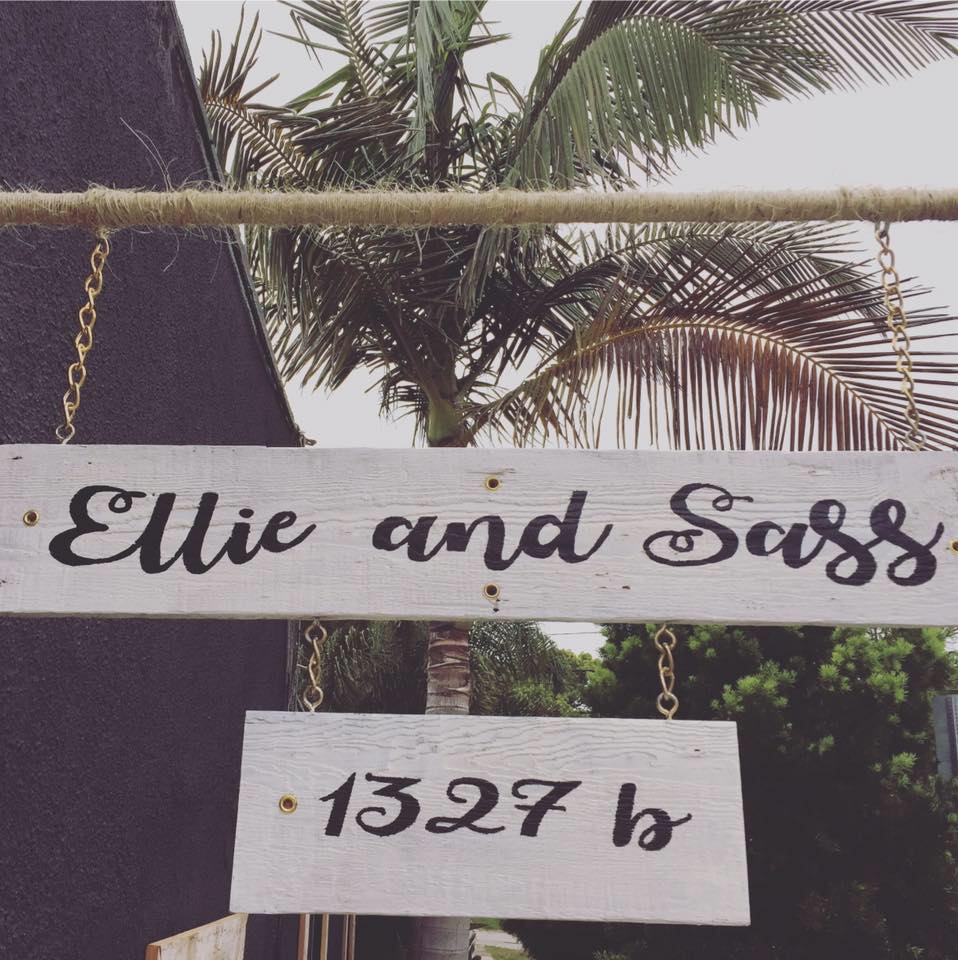 Ellie and Sass
1327 b